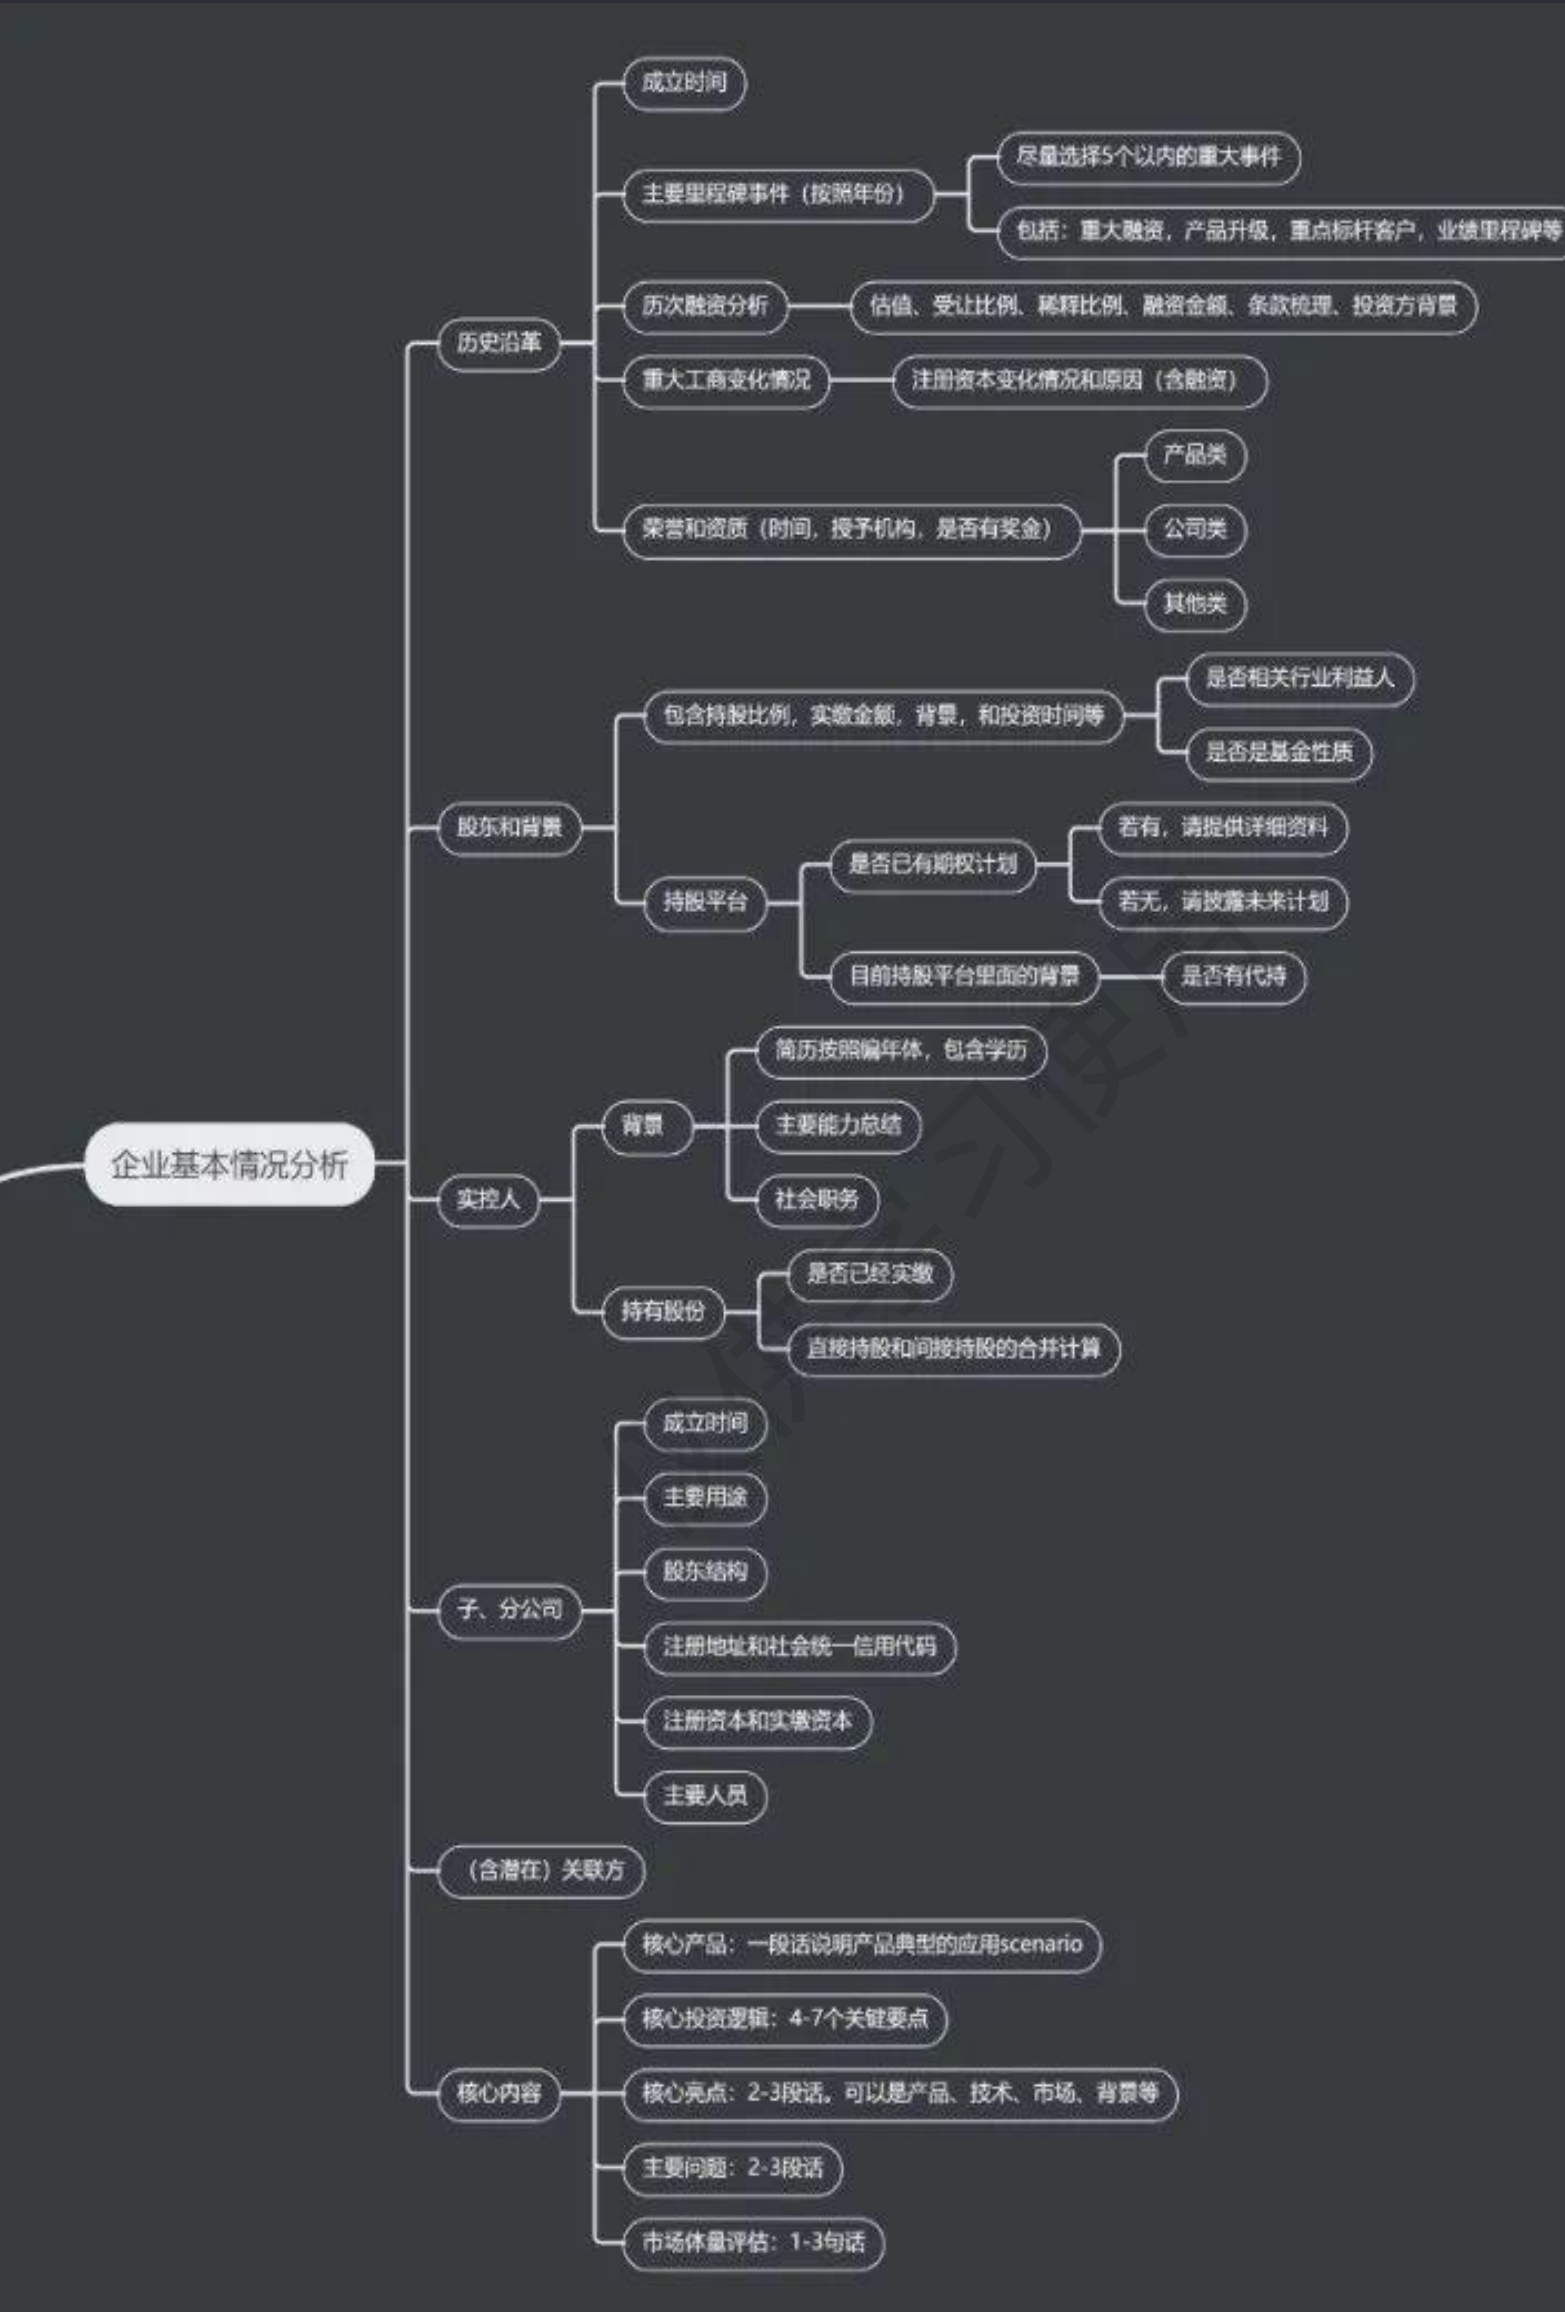 成立时间
尽量选择5个以内的重大事件
主要里程碑事件（按照年份）
包括：重大融资，产品升级，重点标杆客户，业绩里程碑等
历次融资分析
估值、受让比例、稀释比例、融资金额、条款梳理、投资方背景
历史沿革
重大工商变化情况
注册资本变化情况和原因（含融资）
产品类
荣誉和资质（时间，授予机构，是否有奖金）
公司类
其他类
是否相关行业利益人
包含持股比例，实缴金额，背景，和投资时间等
是否是基金性质
股东和背景
若有，请提供详细资料
是否已有期权计划
持股平台
若无，请披露未来计划
目前持股平台里面的背景
是否有代持
简历按照编年体，包含学历
背景
主要能力总结
企业基本情况分析
实控人
社会职务
是否已经实缴
持有股份
直接持股和间接持股的合并计算
成立时间
主要用途
股东结构
子、分公司
注册地址和社会统一信用代码
注册资本和实缴资本
主要人员
（含潜在）关联方
核心产品：一段话说明产品典型的应用scenario
核心投资逻辑：4-7个关键要点
核心内容
核心亮点：2-3段话。可以是产品、技术、市场、背景等
主要问题：2-3段话
市场体量评估：1-3句话
仅供学习使用